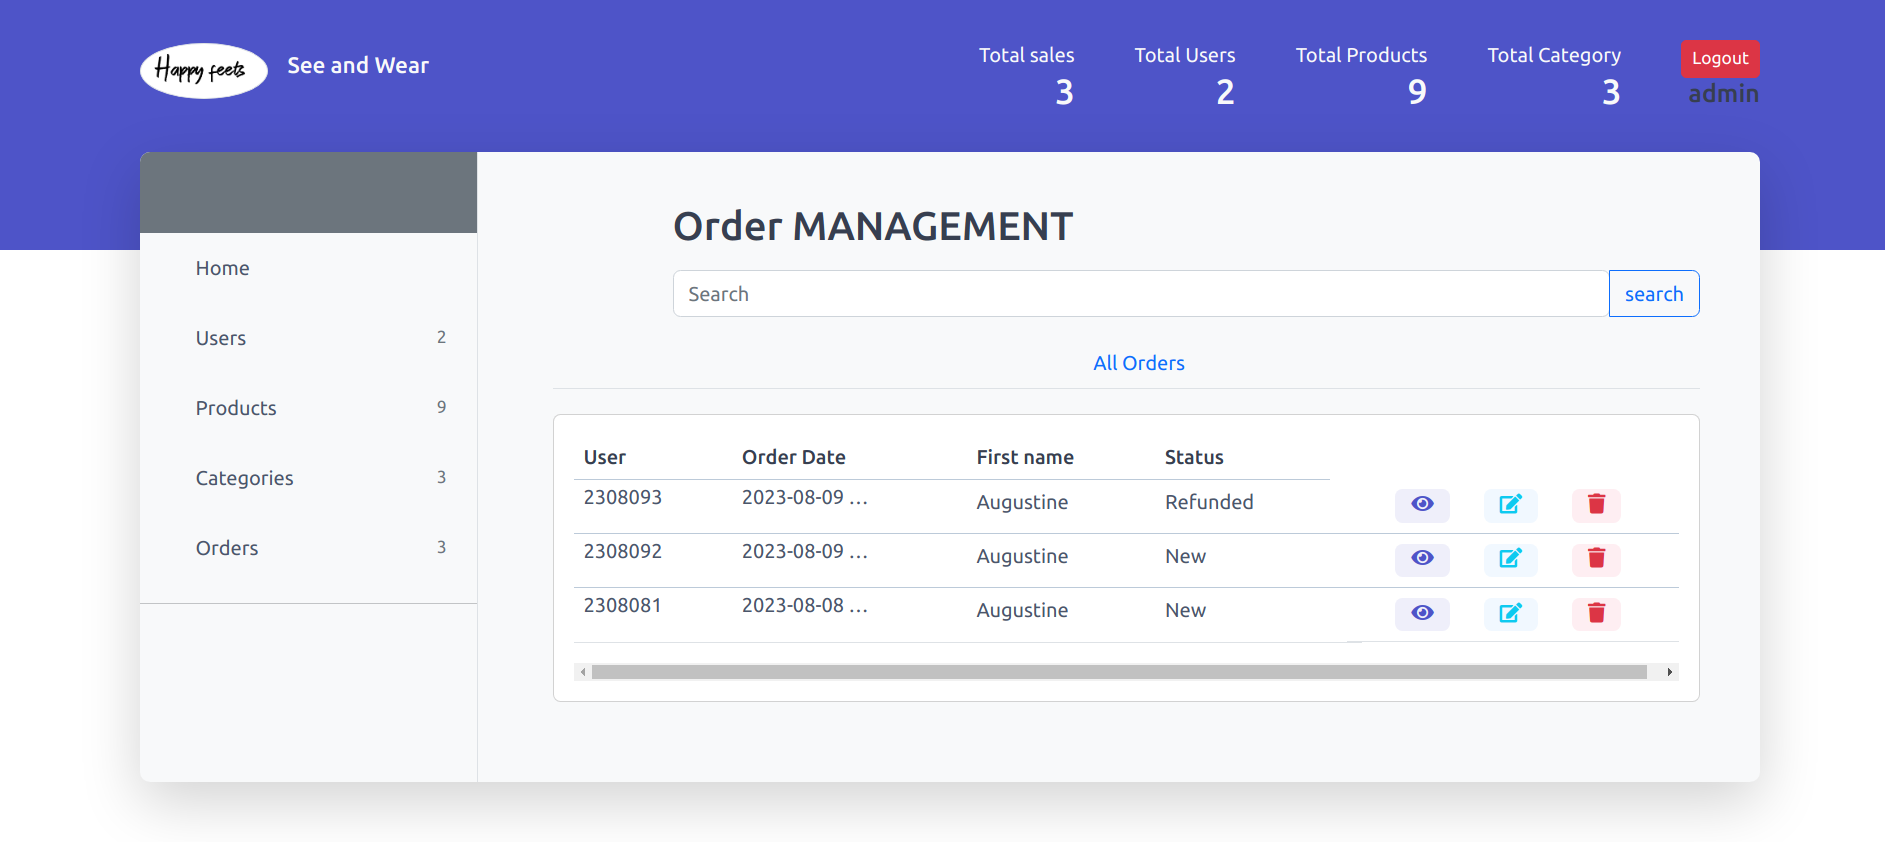 Happy feets
See and Wear
Total sales
3
Total Users
2
Total Products
9
Total Category
3
Logout
admin
Home
Users 2
Products 9
Categories 3
Orders 3
Order MANAGEMENT
Search
search
All Orders
User Order Date First name Status
2308093 2023-08-09 ... Augustine Refunded
2308092 2023-08-09 ... Augustine New
2308081 2023-08-08 ... Augustine New